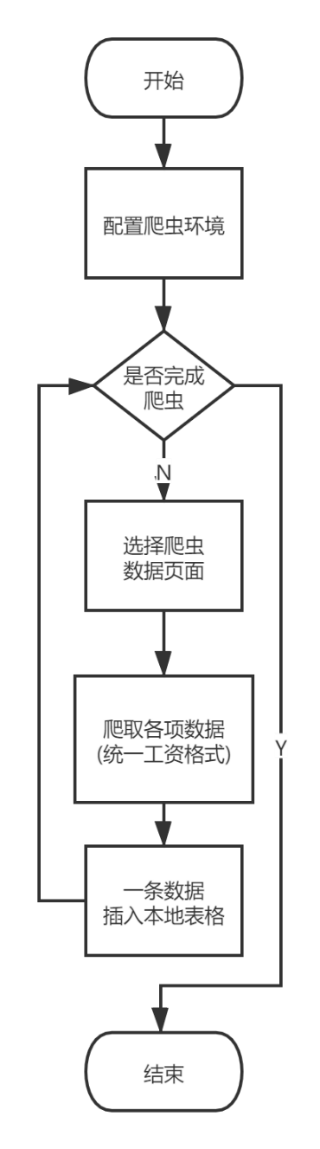 开始
配置爬虫环境
是否完成
爬虫
N
选择爬虫
数据页面
爬取各项数据
(统一工资格式)
Y
一条数据
插入本地表格
结束